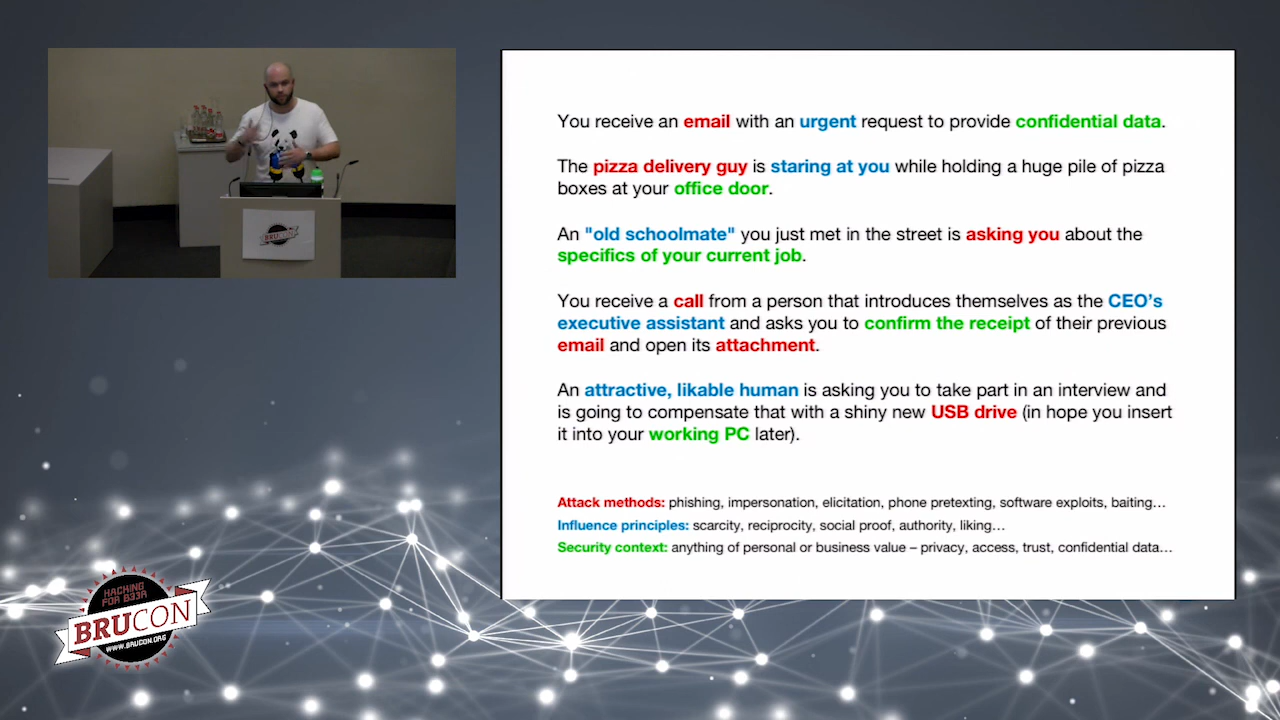 You receive an email with an urgent request to provide confidential data.
The pizza delivery guy is staring at you while holding a huge pile of pizza
boxes at your office door.
An "old schoolmate" you just met in the street is asking you about the
specifics of your current job.
You receive a call from a person that introduces themselves as the CEO’s
executive assistant and asks you to confirm the receipt of their previous
email and open its attachment.
An attractive, likable human is asking you to take part in an interview and
is going to compensate that with a shiny new USB drive (in hope you insert
it into your working PC later).
Attack methods: phishing, impersonation, elicitation, phone pretexting, software exploits, baiting…
Influence principles: scarcity, reciprocity, social proof, authority, liking…
Security context: anything of personal or business value – privacy, access, trust, confidential data…
BRUCON
HACKING
FOR B33R
BRUCON
WWW.BRUCON.ORG